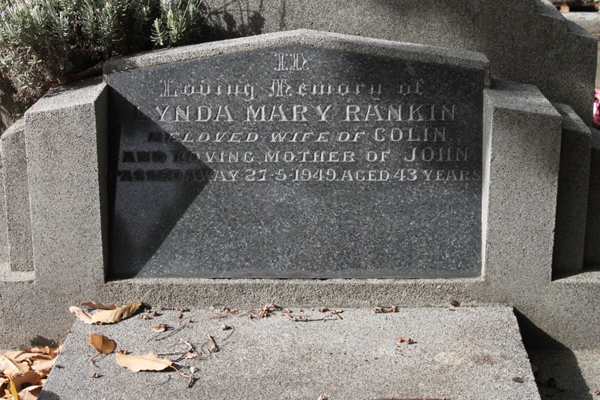 In
Loving Memory of
LYNDA MARY RANKIN
BELOVED WIFE OF COLIN,
AND LOVING MOTHER OF JOHN
PASSED AWAY 27-5-1949, AGED 43 YEARS